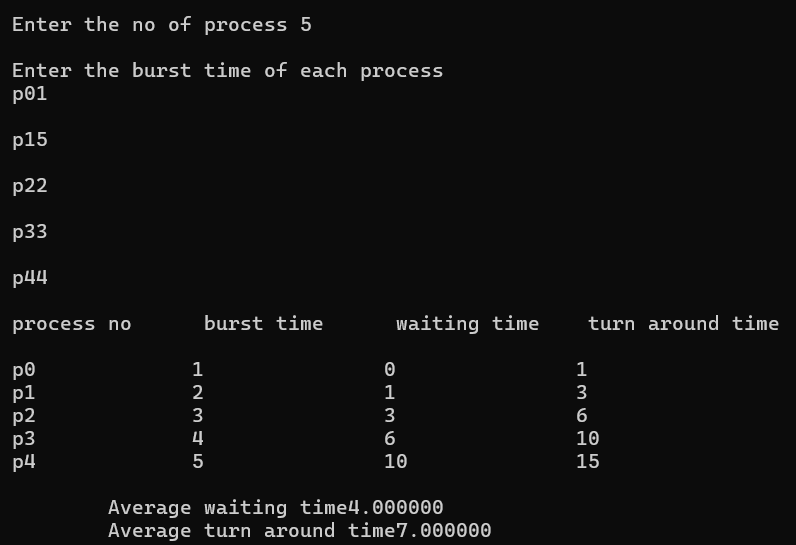 Enter the no of process 5
Enter the burst time of each process
p01
p15
p22
p33
p44
process no burst time waiting time turn around time
p0 1 0 1
p1 2 1 3
p2 3 3 6
p3 4 6 10
p4 5 10 15
Average waiting time4.000000
Average turn around time7.000000